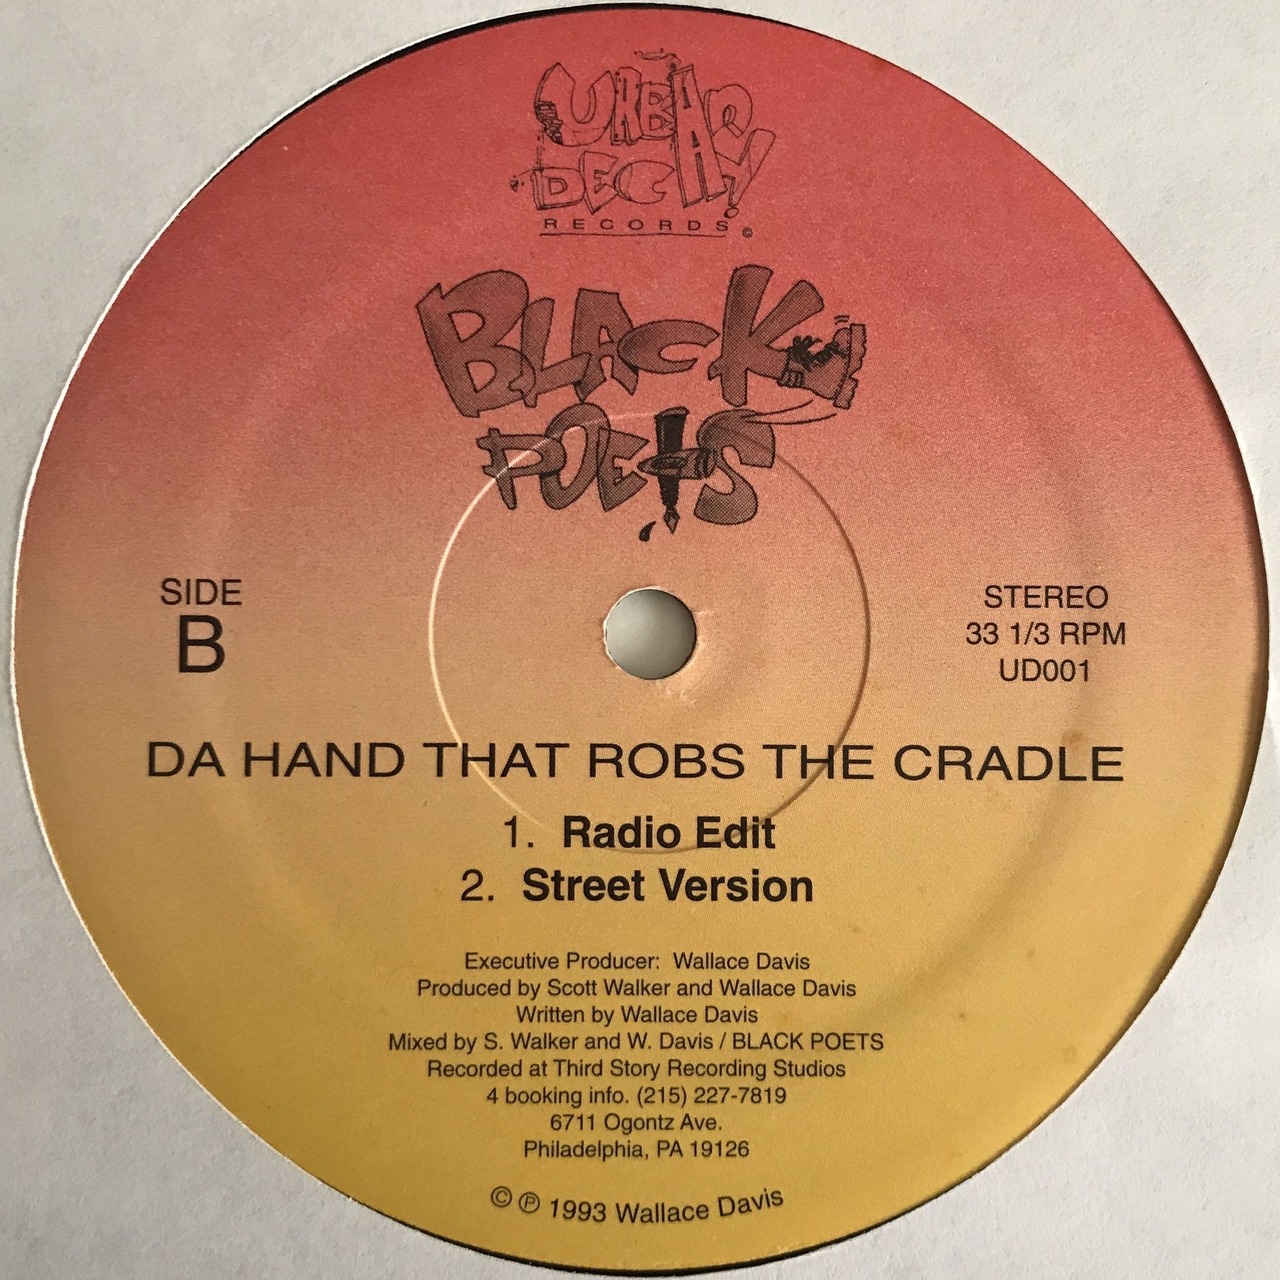 URBAN
DECAY
RECORDS©
BLACK
POETS
SIDE
B
STEREO
33 1/3 RPM
UD001
DA HAND THAT ROBS THE CRADLE
1. Radio Edit
2. Street Version
Executive Producer: Wallace Davis
Produced by Scott Walker and Wallace Davis
Written by Wallace Davis
Mixed by S. Walker and W. Davis / BLACK POETS
Recorded at Third Story Recording Studios
4 booking info. (215) 227-7819
6711 Ogontz Ave.
Philadelphia, PA 19126
© ℗ 1993 Wallace Davis